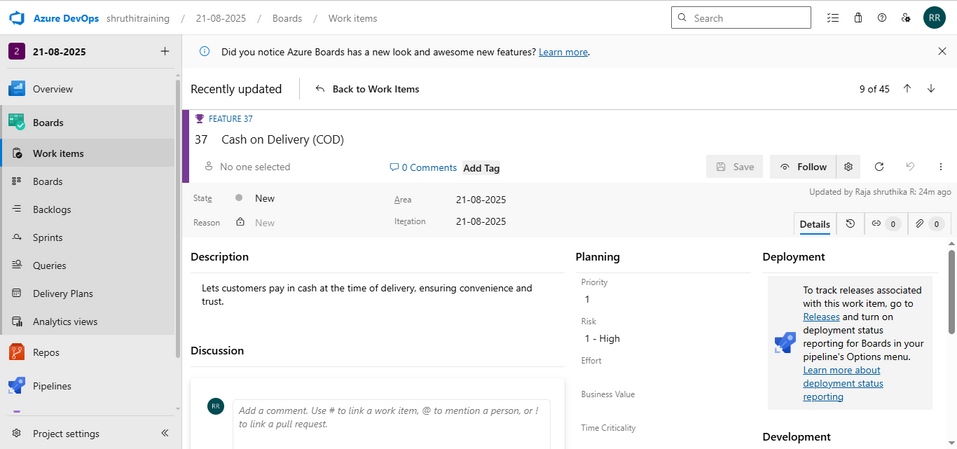 Azure DevOps shruthitraining / 21-08-2025 / Boards / Work items
Search
RR
2 21-08-2025
Did you notice Azure Boards has a new look and awesome new features? Learn more.
Overview
Boards
Work items
Boards
Backlogs
Sprints
Queries
Delivery Plans
Analytics views
Repos
Pipelines
Project settings
Recently updated
Back to Work Items
9 of 45
FEATURE 37
37 Cash on Delivery (COD)
No one selected
0 Comments
Add Tag
Save
Follow
State New
Area 21-08-2025
Updated by Raja shruthika R: 24m ago
Reason New
Iteration 21-08-2025
Details
0
0
Description
Lets customers pay in cash at the time of delivery, ensuring convenience and
trust.
Discussion
RR
Add a comment. Use # to link a work item, @ to mention a person, or !
to link a pull request.
Planning
Priority
1
Risk
1 - High
Effort
Business Value
Time Criticality
Deployment
To track releases associated
with this work item, go to
Releases and turn on
deployment status
reporting for Boards in your
pipeline's Options menu.
Learn more about
deployment status
reporting
Development